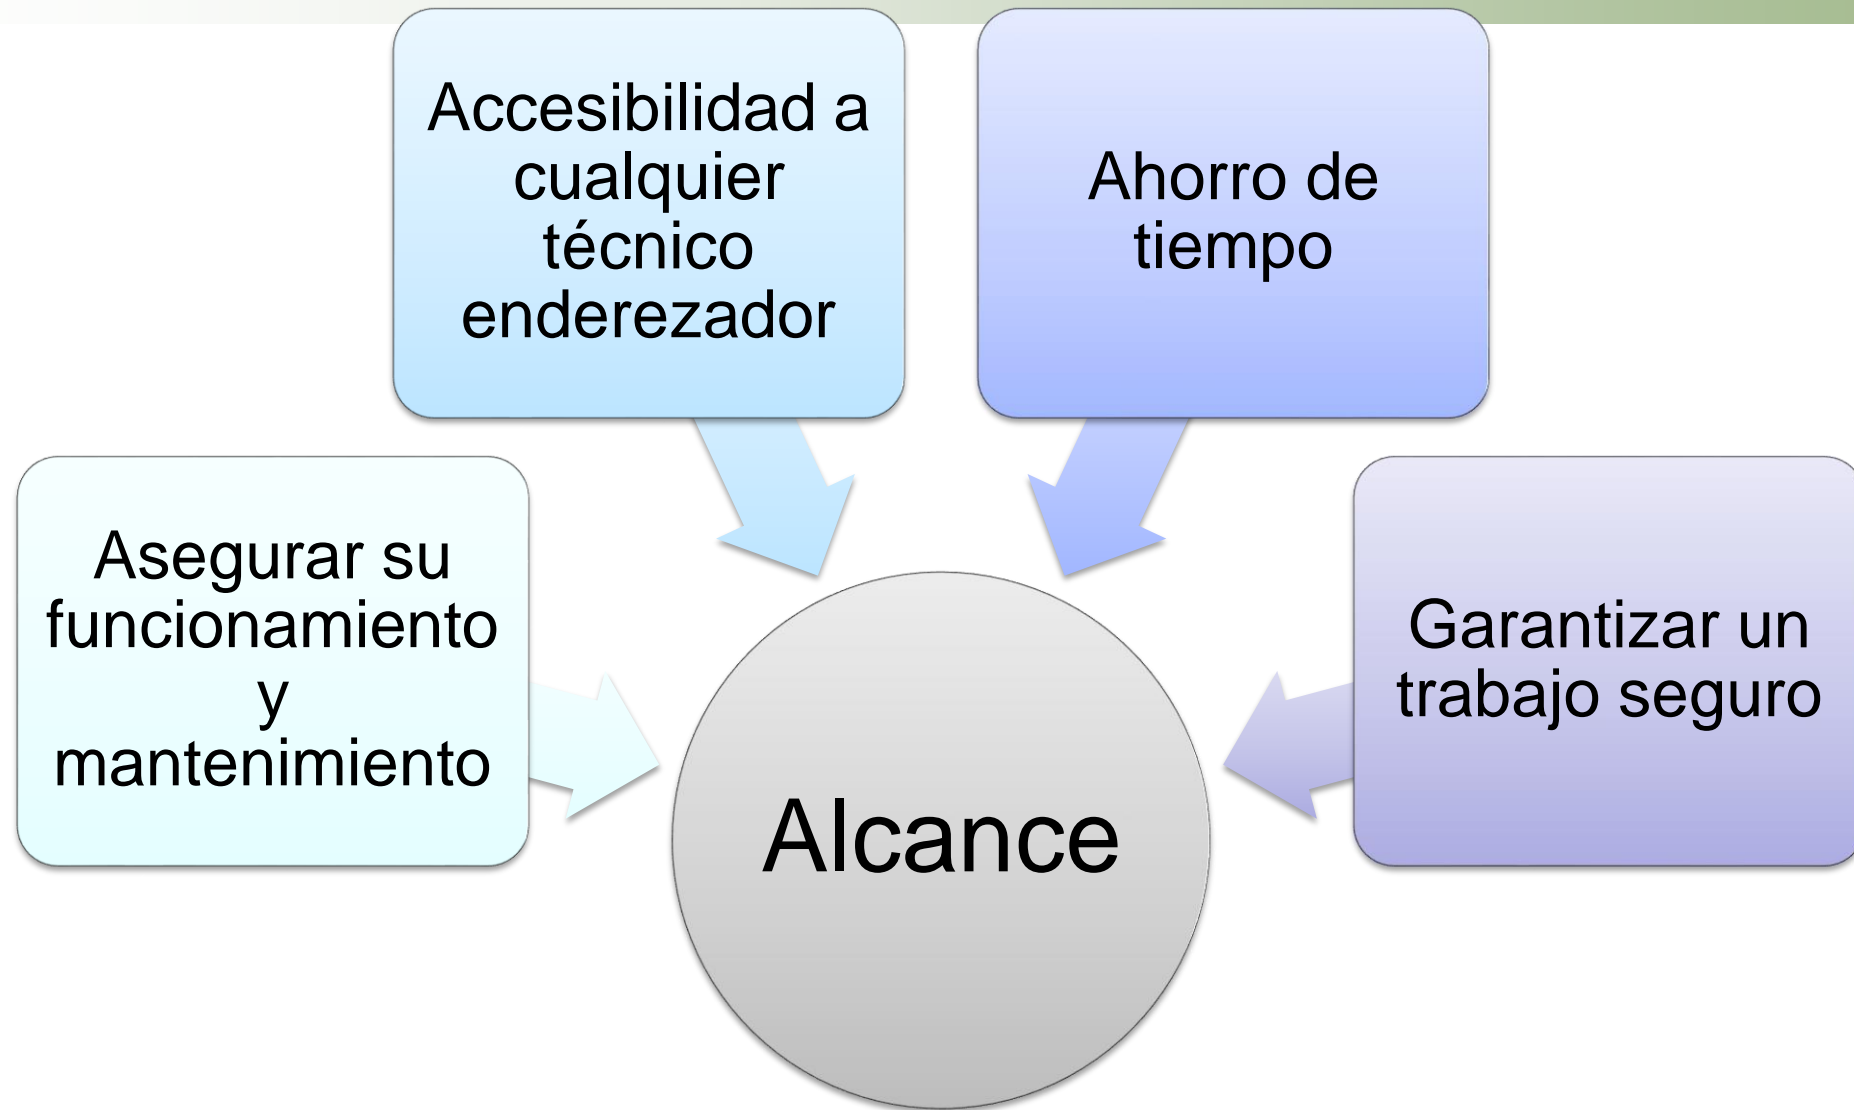 Accesibilidad a
cualquier
técnico
enderezador
Ahorro de
tiempo
Asegurar su
funcionamiento
y
mantenimiento
Garantizar un
trabajo seguro
Alcance